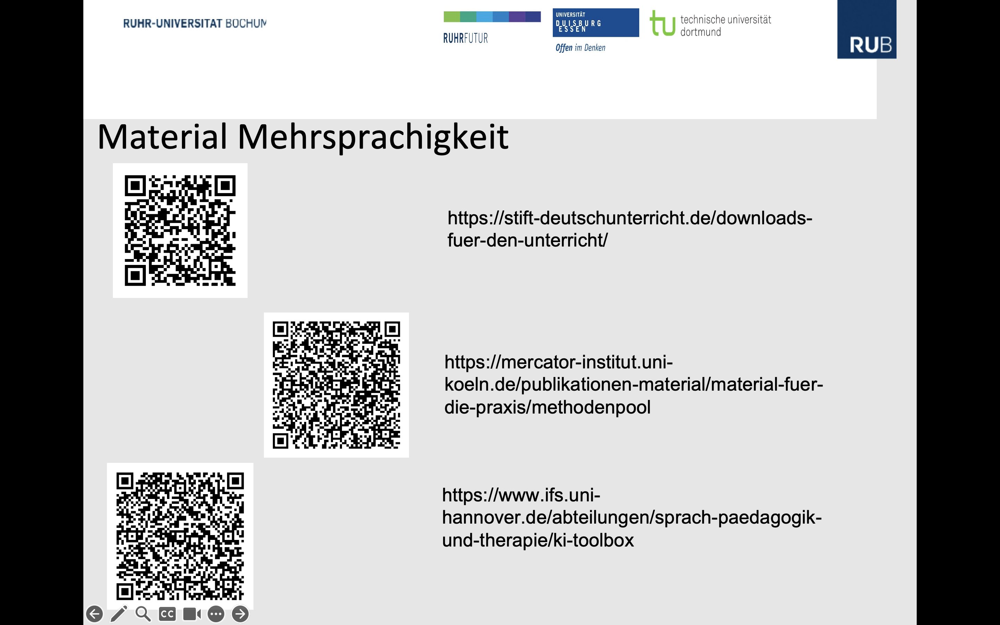 RUHR-UNIVERSITAT BOCHUM
RUHRFUTUR
UNIVERSITÄT
DUISBURG
ESSEN
Offen im Denken
technische universität
dortmund
RUB
Material Mehrsprachigkeit
https://stift-deutschunterricht.de/downloads-
fuer-den-unterricht/
https://mercator-institut.uni-
koeln.de/publikationen-material/material-fuer-
die-praxis/methodenpool
https://www.ifs.uni-
hannover.de/abteilungen/sprach-paedagogik-
und-therapie/ki-toolbox
CC